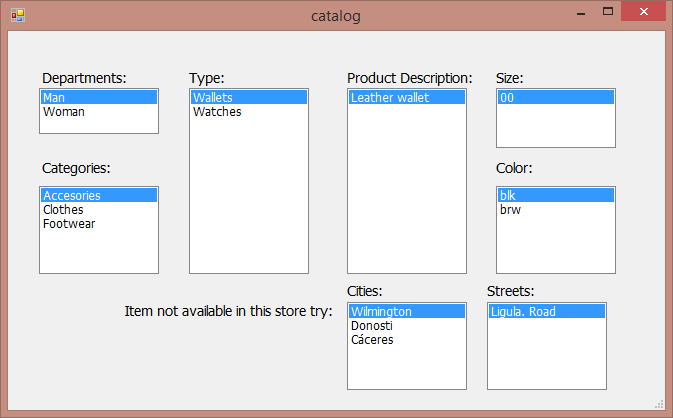 catalog
Departments:
Man
Woman
Type:
Wallets
Watches
Product Description:
Leather wallet
Size:
00
Categories:
Accesories
Clothes
Footwear
Color:
blk
brw
Item not available in this store try:
Cities:
Wilmington
Donosti
Cáceres
Streets:
Ligula. Road